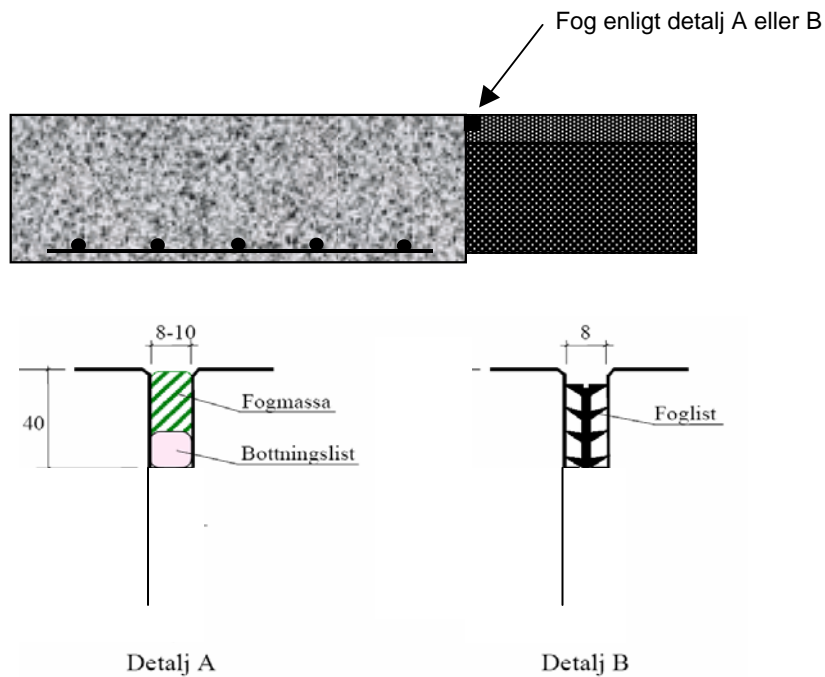 Fog enligt detalj A eller B
8-10
40
Fogmassa
Bottningslist
Detalj A
8
Foglist
Detalj B